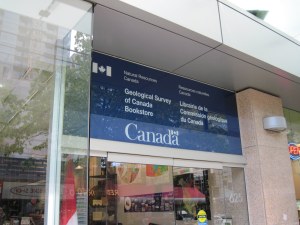 Natural Resources
Canada
Ressources naturelles
Canada
Geological Survey
of Canada
Bookstore
Librairie de la
Commission géologique
du Canada
Canada